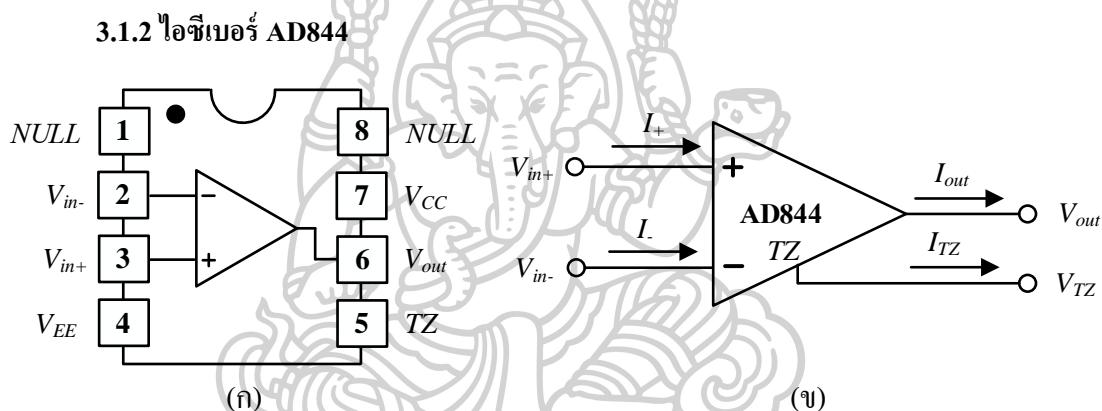 3.1.2 ไอซีเบอร์ AD844
NULL 1 8 NULL
V_in- 2 7 V_CC
V_in+ 3 6 V_out
V_EE 4 5 TZ
− +
(ก)
I_+
V_in+ +
AD844
I_out
V_out
I_-
TZ
I_TZ
V_in- −
V_TZ
(ข)